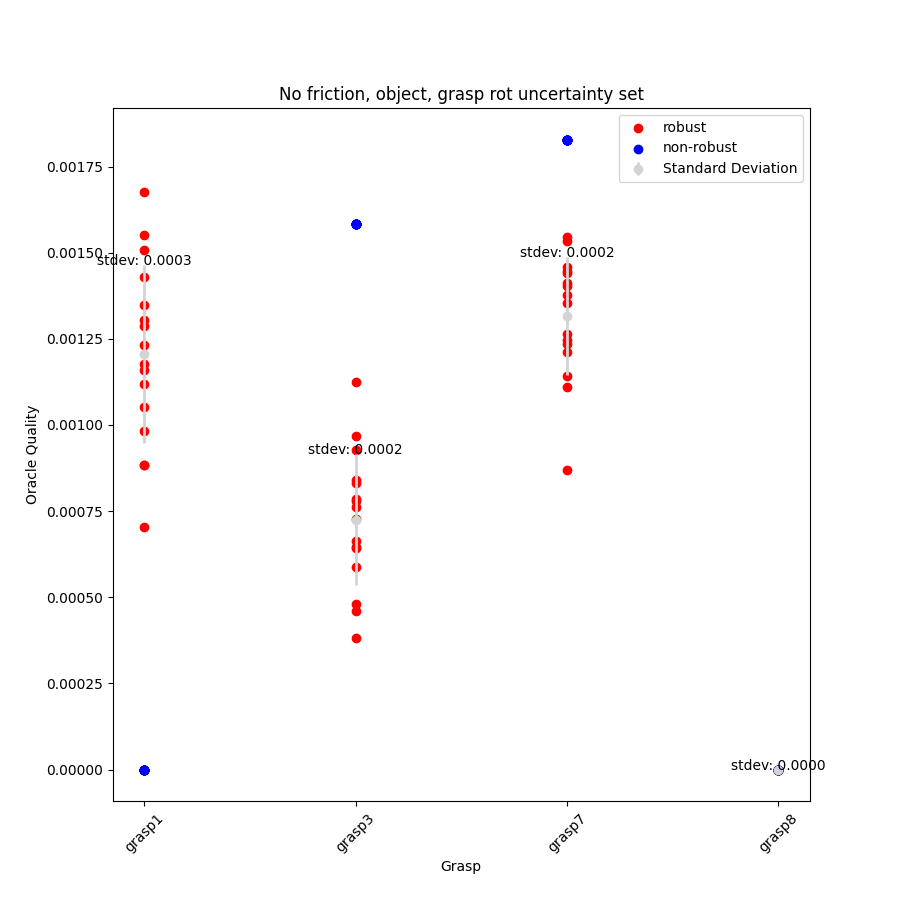 No friction, object, grasp rot uncertainty set
robust
non-robust
Standard Deviation
0.00175
0.00150
0.00125
0.00100
0.00075
0.00050
0.00025
0.00000
Oracle Quality
stdev: 0.0003
stdev: 0.0002
stdev: 0.0002
stdev: 0.0000
grasp1
grasp3
grasp7
grasp8
Grasp